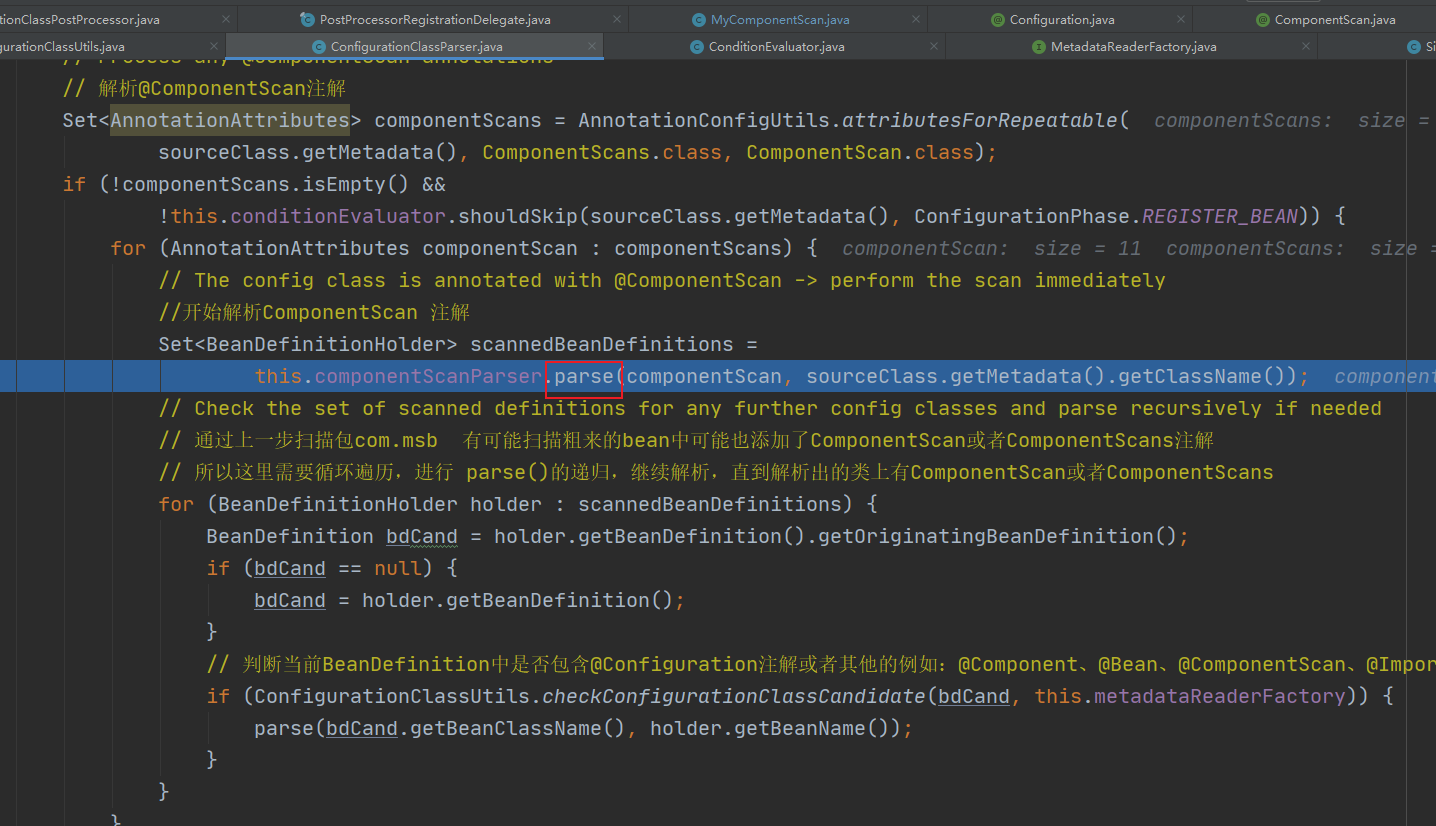 tionClassPostProcessor.java PostProcessorRegistrationDelegate.java MyComponentScan.java Configuration.java ComponentScan.java
gurationClassUtils.java ConfigurationClassParser.java ConditionEvaluator.java MetadataReaderFactory.java Si
// Process any @ComponentScan annotations
// 解析@ComponentScan注解
Set<AnnotationAttributes> componentScans = AnnotationConfigUtils.attributesForRepeatable( componentScans: size =
sourceClass.getMetadata(), ComponentScans.class, ComponentScan.class);
if (!componentScans.isEmpty() &&
!this.conditionEvaluator.shouldSkip(sourceClass.getMetadata(), ConfigurationPhase.REGISTER_BEAN)) {
for (AnnotationAttributes componentScan : componentScans) { componentScan: size = 11 componentScans: size =
// The config class is annotated with @ComponentScan -> perform the scan immediately
//开始解析ComponentScan 注解
Set<BeanDefinitionHolder> scannedBeanDefinitions =
this.componentScanParser.parse(componentScan, sourceClass.getMetadata().getClassName()); component
// Check the set of scanned definitions for any further config classes and parse recursively if needed
// 通过上一步扫描包com.msb 有可能扫描粗来的bean中可能也添加了ComponentScan或者ComponentScans注解
// 所以这里需要循环遍历，进行 parse()的递归，继续解析，直到解析出的类上有ComponentScan或者ComponentScans
for (BeanDefinitionHolder holder : scannedBeanDefinitions) {
BeanDefinition bdCand = holder.getBeanDefinition().getOriginatingBeanDefinition();
if (bdCand == null) {
bdCand = holder.getBeanDefinition();
}
// 判断当前BeanDefinition中是否包含@Configuration注解或者其他的例如：@Component、@Bean、@ComponentScan、@Impor
if (ConfigurationClassUtils.checkConfigurationClassCandidate(bdCand, this.metadataReaderFactory)) {
parse(bdCand.getBeanClassName(), holder.getBeanName());
}
}
}